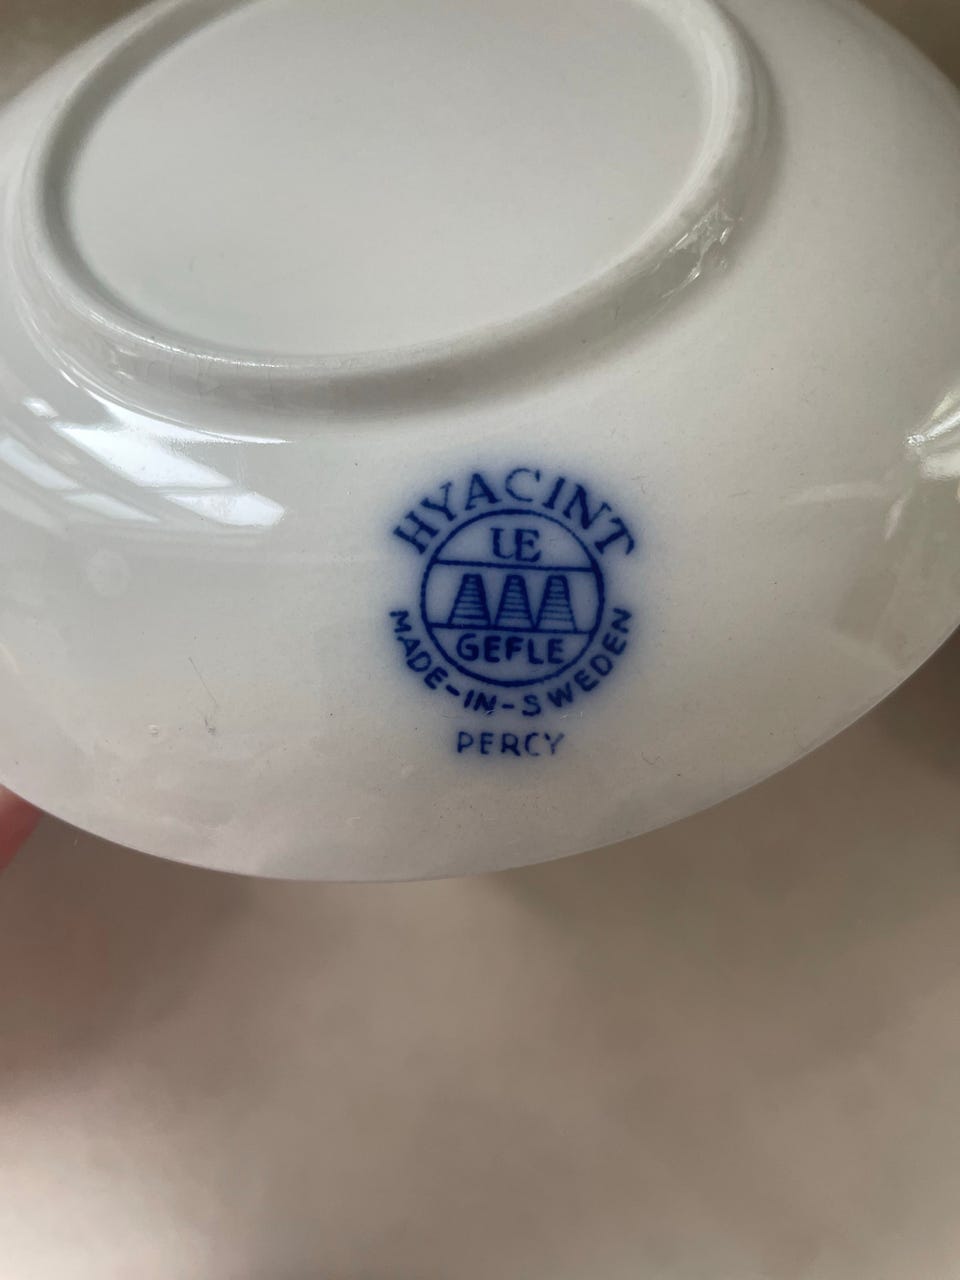 HYACINT
UE
GEFLE
MADE-IN-SWEDEN
PERCY